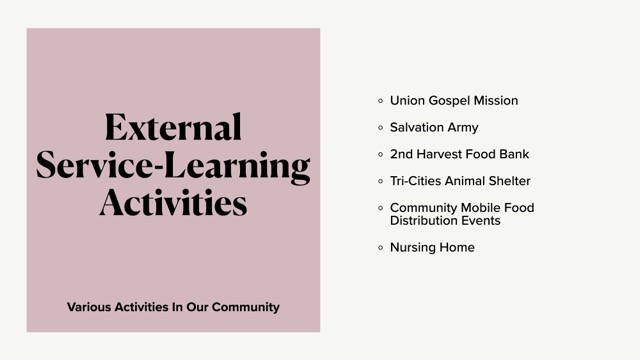 External
Service-Learning
Activities
Various Activities In Our Community
Union Gospel Mission
Salvation Army
2nd Harvest Food Bank
Tri-Cities Animal Shelter
Community Mobile Food
Distribution Events
Nursing Home